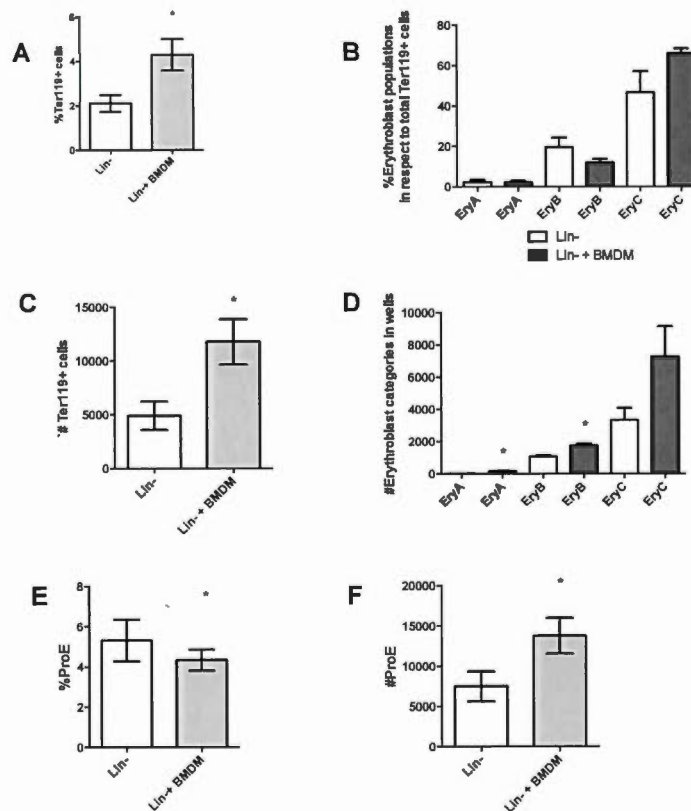 A
%Ter119+ cells
6
4
2
0
*
Lin-
Lin-+ BMDM
B
%Erythroblast populations
in respect to total Ter119+ cells
80
60
40
20
0
EryA
EryA
EryB
EryB
EryC
EryC
Lin-
Lin- + BMDM
C
`# Ter119+ cells
15000
10000
5000
0
*
Lin-
Lin- + BMDM
D
#Erythroblast categories in wells
10000
8000
6000
4000
2000
0
*
*
EryA
EryA
EryB
EryB
EryC
EryC
E
%ProE
8
6
4
2
0
*
Lin-
Lin-+ BMDM
F
#ProE
20000
15000
10000
5000
0
*
Lin-
Lin- + BMDM